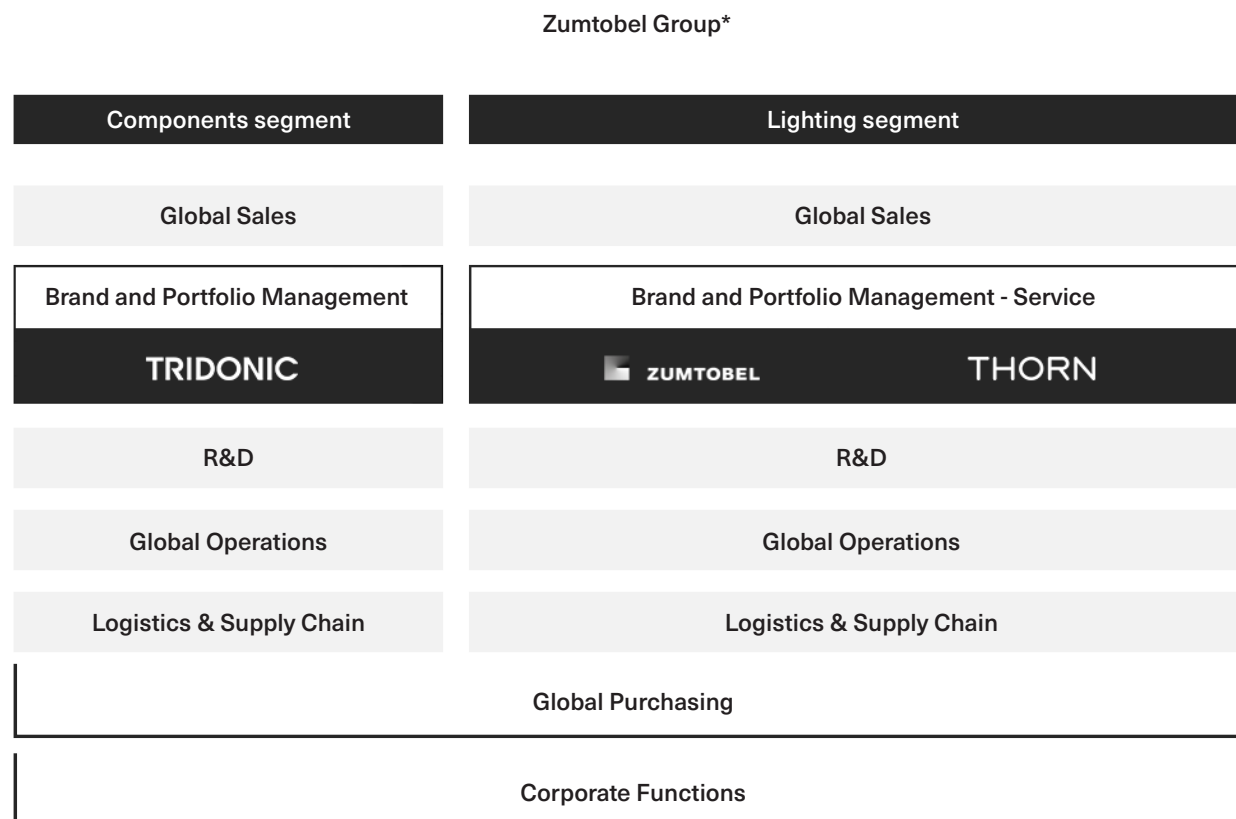 Zumtobel Group*
Components segment
Lighting segment
Global Sales
Global Sales
Brand and Portfolio Management
Brand and Portfolio Management - Service
TRIDONIC
ZUMTOBEL
THORN
R&D
R&D
Global Operations
Global Operations
Logistics & Supply Chain
Logistics & Supply Chain
Global Purchasing
Corporate Functions